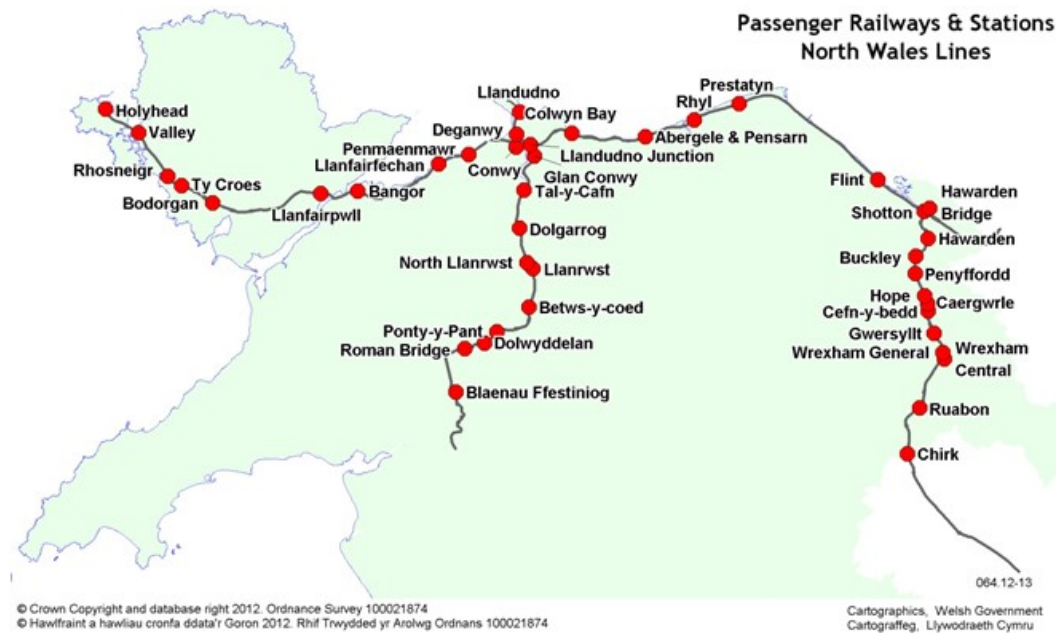 Passenger Railways & Stations
North Wales Lines
Holyhead
Valley
Rhosneigr
Ty Croes
Bodorgan
Llanfairpwll
Bangor
Llanfairfechan
Penmaenmawr
Conwy
Deganwy
Llandudno
Colwyn Bay
Llandudno Junction
Glan Conwy
Tal-y-Cafn
Dolgarrog
North Llanrwst
Llanrwst
Betws-y-coed
Ponty-y-Pant
Dolwyddelan
Roman Bridge
Blaenau Ffestiniog
Abergele & Pensarn
Rhyl
Prestatyn
Flint
Shotton
Hawarden
Bridge
Hawarden
Buckley
Penyffordd
Hope
Caergwrle
Cefn-y-bedd
Gwersyllt
Wrexham General
Wrexham
Central
Ruabon
Chirk
064.12-13
© Crown Copyright and database right 2012. Ordnance Survey 100021874
© Hawlfraint a hawliau cronfa ddata'r Goron 2012. Rhif Trwydded yr Arolwg Ordnans 100021874
Cartographics, Welsh Government
Cartograffeg, Llywodraeth Cymru